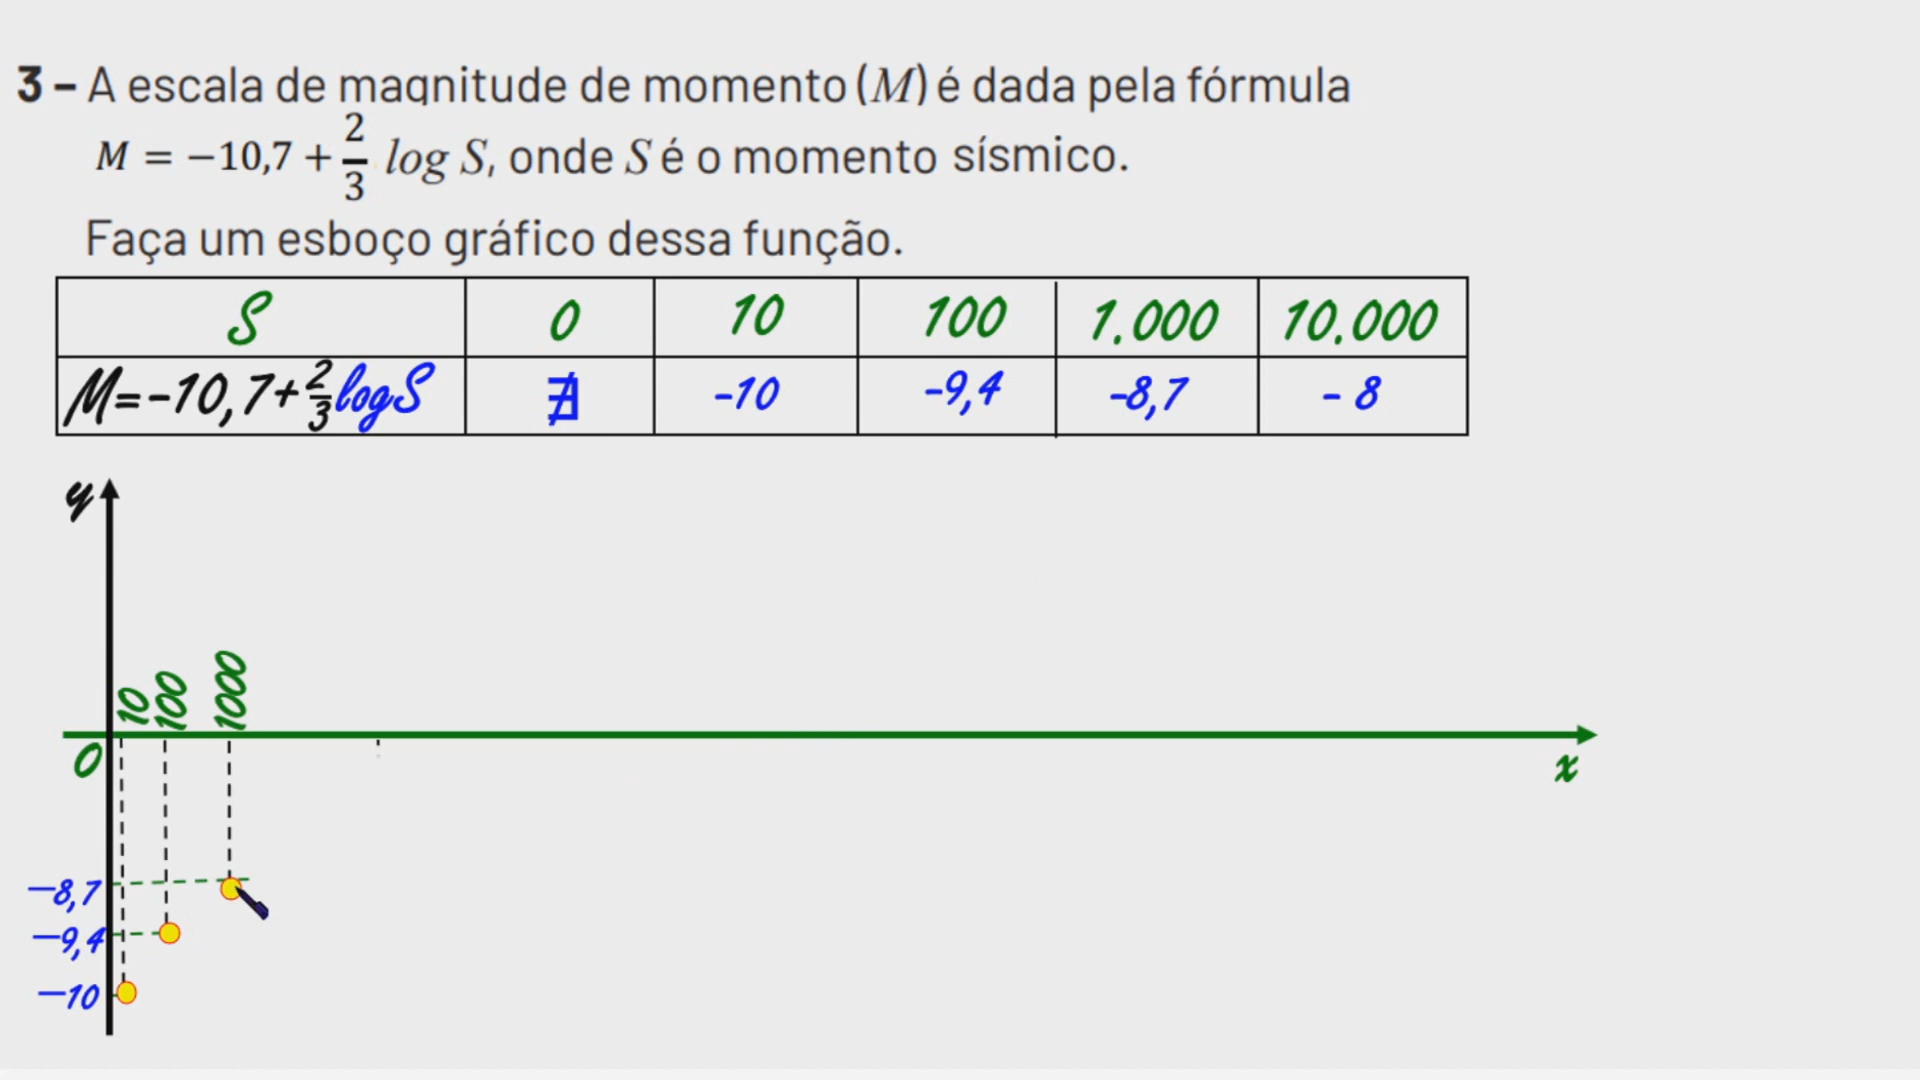 3 – A escala de magnitude de momento (M) é dada pela fórmula
M = −10,7 + 2/3 log S, onde S é o momento sísmico.
Faça um esboço gráfico dessa função.
S 0 10 100 1.000 10.000
M=-10,7+2/3logS ∄ -10 -9,4 -8,7 - 8
y
10 100 1000
0 x
—8,7
—9,4
—10